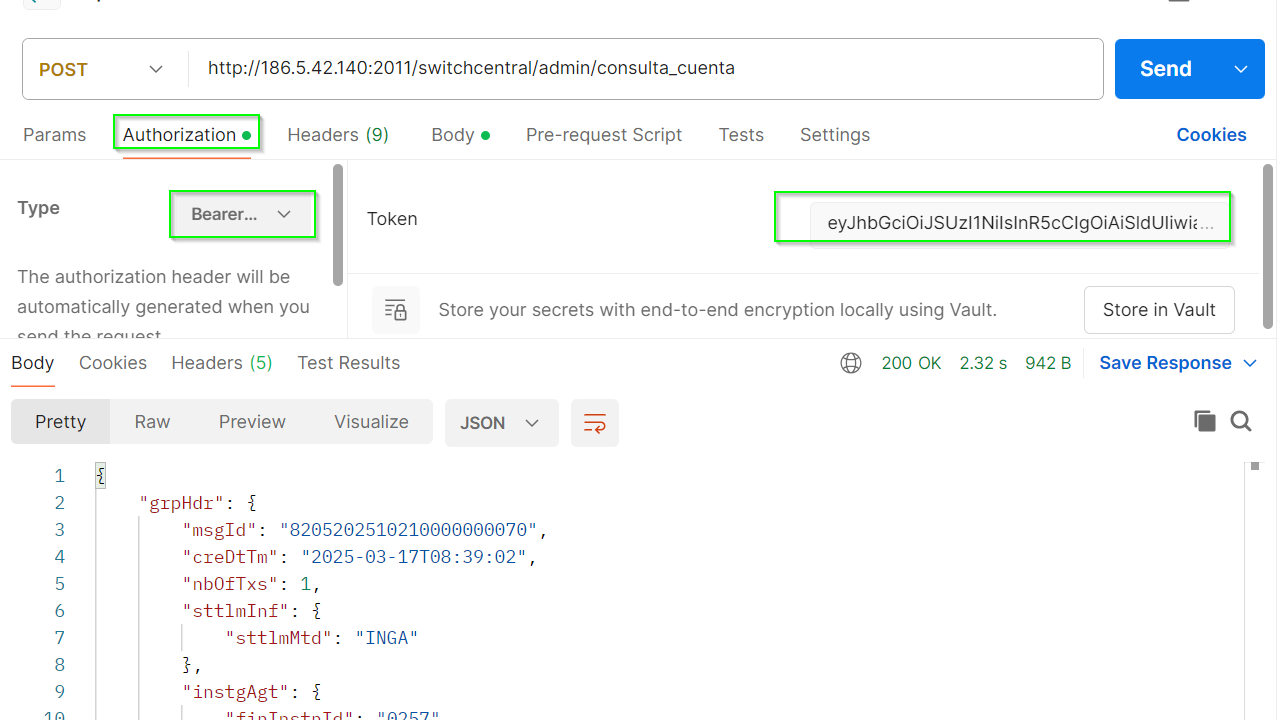 POST http://186.5.42.140:2011/switchcentral/admin/consulta_cuenta Send
Params Authorization Headers (9) Body Pre-request Script Tests Settings Cookies
Type Bearer... Token eyJhbGciOiJSUzI1NiIsInR5cCIgOiAiSldUIiwia...
The authorization header will be
automatically generated when you
send the request.
Store your secrets with end-to-end encryption locally using Vault. Store in Vault
Body Cookies Headers (5) Test Results 200 OK 2.32 s 942 B Save Response
Pretty Raw Preview Visualize JSON
1 {
2 "grpHdr": {
3 "msgId": "8205202510210000000070",
4 "creDtTm": "2025-03-17T08:39:02",
5 "nbOfTxs": 1,
6 "sttlmInf": {
7 "sttlmMtd": "INGA"
8 },
9 "instgAgt": {
10 "finInstnId": "0257"